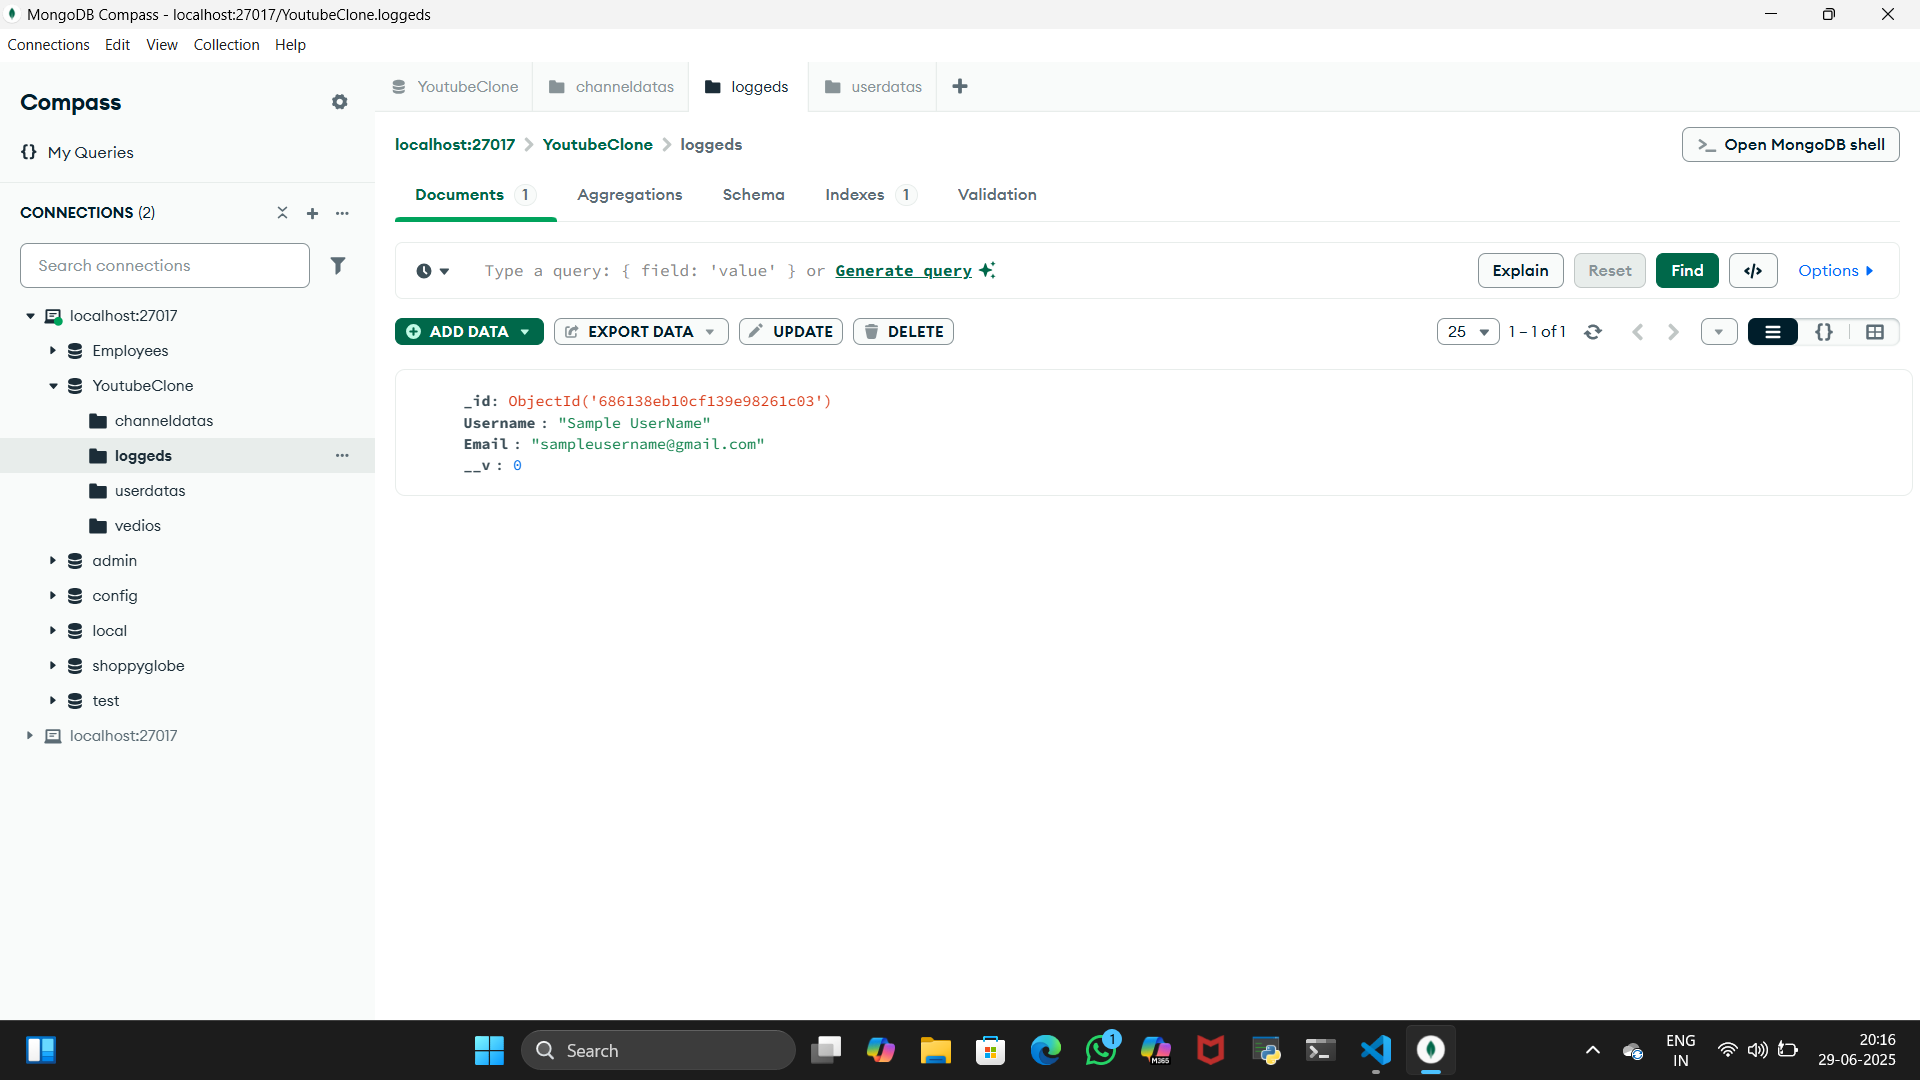 MongoDB Compass - localhost:27017/YoutubeClone.loggeds
Connections Edit View Collection Help
Compass
{} My Queries
CONNECTIONS (2)
Search connections
localhost:27017
Employees
YoutubeClone
channeldatas
loggeds
userdatas
vedios
admin
config
local
shoppyglobe
test
localhost:27017
YoutubeClone channeldatas loggeds userdatas
localhost:27017 > YoutubeClone > loggeds
>_ Open MongoDB shell
Documents 1 Aggregations Schema Indexes 1 Validation
Type a query: { field: 'value' } or Generate query
Explain Reset Find </> Options
ADD DATA EXPORT DATA UPDATE DELETE
25 1 – 1 of 1 {}
_id: ObjectId('686138eb10cf139e98261c03')
Username : "Sample UserName"
Email : "sampleusername@gmail.com"
__v : 0
Search
1
M365
ENG
IN
20:16
29-06-2025